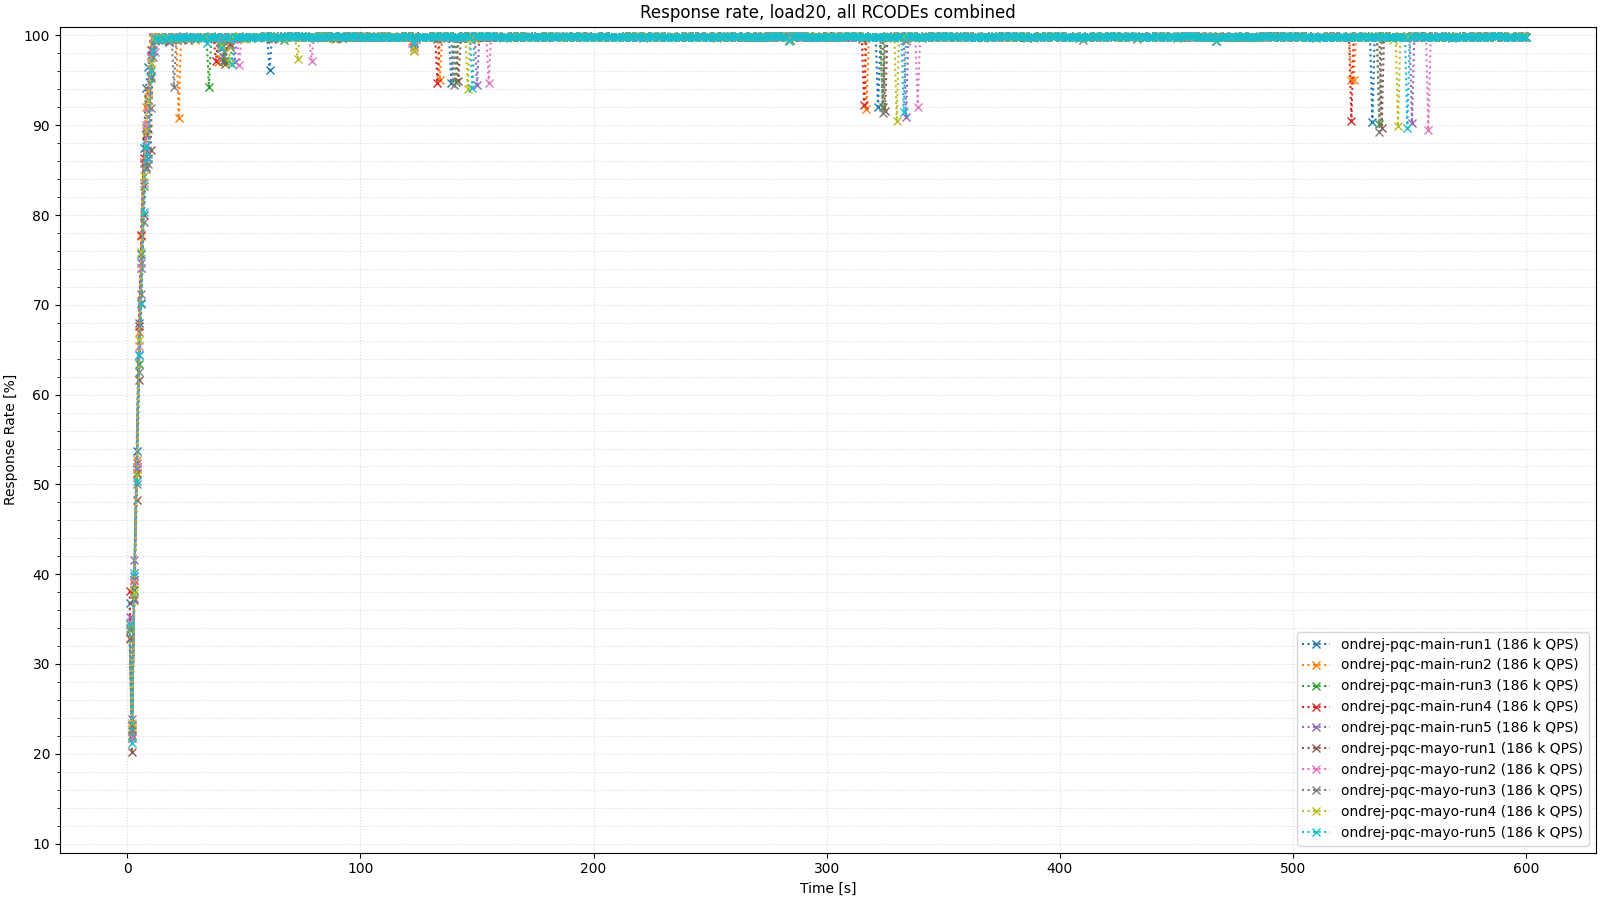 Response rate, load20, all RCODEs combined
100
90
80
70
60
50
40
30
20
10
Response Rate [%]
0
100
200
300
400
500
600
Time [s]
ondrej-pqc-main-run1 (186 k QPS)
ondrej-pqc-main-run2 (186 k QPS)
ondrej-pqc-main-run3 (186 k QPS)
ondrej-pqc-main-run4 (186 k QPS)
ondrej-pqc-main-run5 (186 k QPS)
ondrej-pqc-mayo-run1 (186 k QPS)
ondrej-pqc-mayo-run2 (186 k QPS)
ondrej-pqc-mayo-run3 (186 k QPS)
ondrej-pqc-mayo-run4 (186 k QPS)
ondrej-pqc-mayo-run5 (186 k QPS)